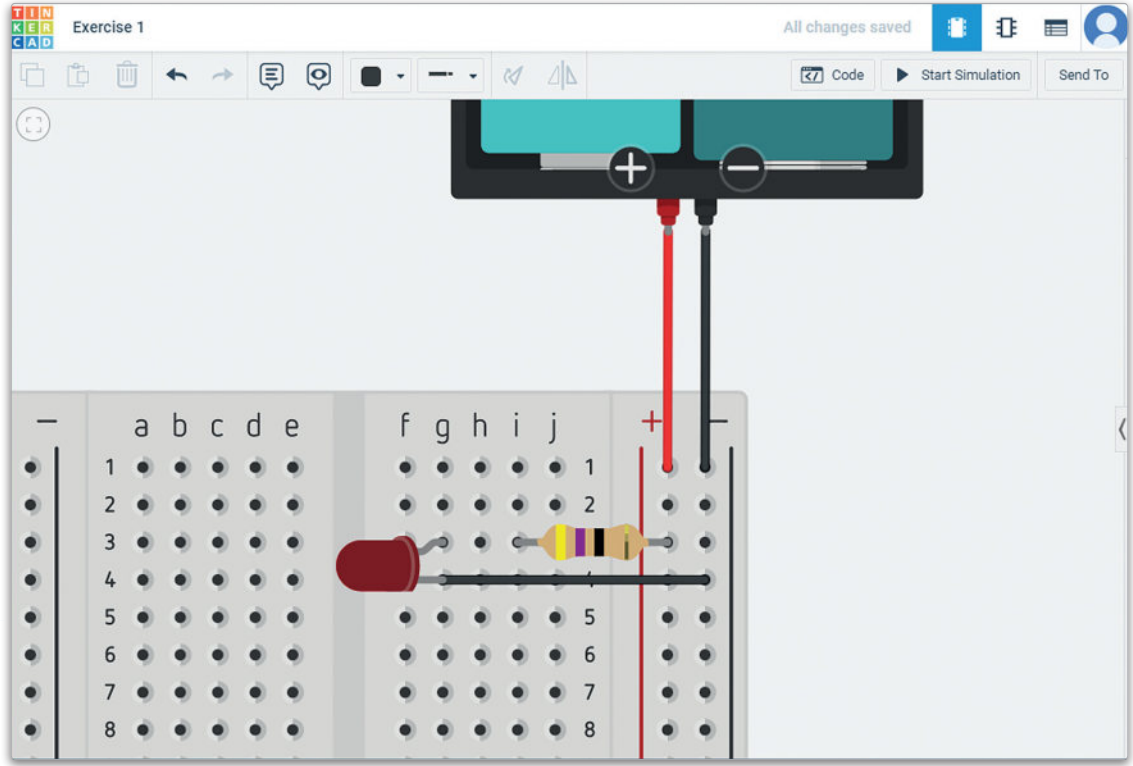 TIN
KER
CAD
Exercise 1
All changes saved
Code
Start Simulation
Send To
+ −
− a b c d e f g h i j + −
1 1
2 2
3
4 4
5 5
6 6
7 7
8 8